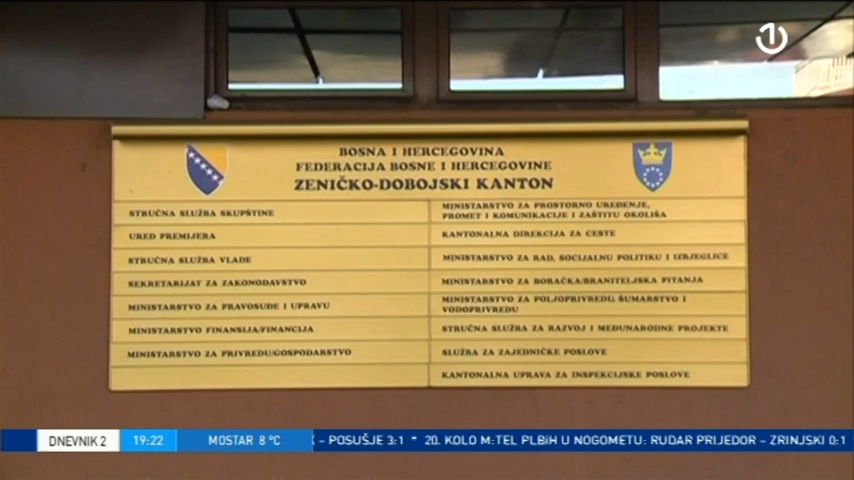 1
BOSNA I HERCEGOVINA
FEDERACIJA BOSNE I HERCEGOVINE
ZENIČKO-DOBOJSKI KANTON
STRUČNA SLUŽBA SKUPŠTINE
URED PREMIJERA
STRUČNA SLUŽBA VLADE
SEKRETARIJAT ZA ZAKONODAVSTVO
MINISTARSTVO ZA PRAVOSUĐE I UPRAVU
MINISTARSTVO FINANSIJA/FINANCIJA
MINISTARSTVO ZA PRIVREDU/GOSPODARSTVO
MINISTARSTVO ZA PROSTORNO UREĐENJE,
PROMET I KOMUNIKACIJE I ZAŠTITU OKOLIŠA
KANTONALNA DIREKCIJA ZA CESTE
MINISTARSTVO ZA RAD, SOCIJALNU POLITIKU I IZBJEGLICE
MINISTARSTVO ZA BORAČKA/BRANITELJSKA PITANJA
MINISTARSTVO ZA POLJOPRIVREDU, ŠUMARSTVO I
VODOPRIVREDU
STRUČNA SLUŽBA ZA RAZVOJ I MEĐUNARODNE PROJEKTE
SLUŽBA ZA ZAJEDNIČKE POSLOVE
KANTONALNA UPRAVA ZA INSPEKCIJSKE POSLOVE
DNEVNIK 2 19:22 MOSTAR 8 °C – POSUŠJE 3:1 * 20. KOLO M:TEL PLBiH U NOGOMETU: RUDAR PRIJEDOR – ZRINJSKI 0:1